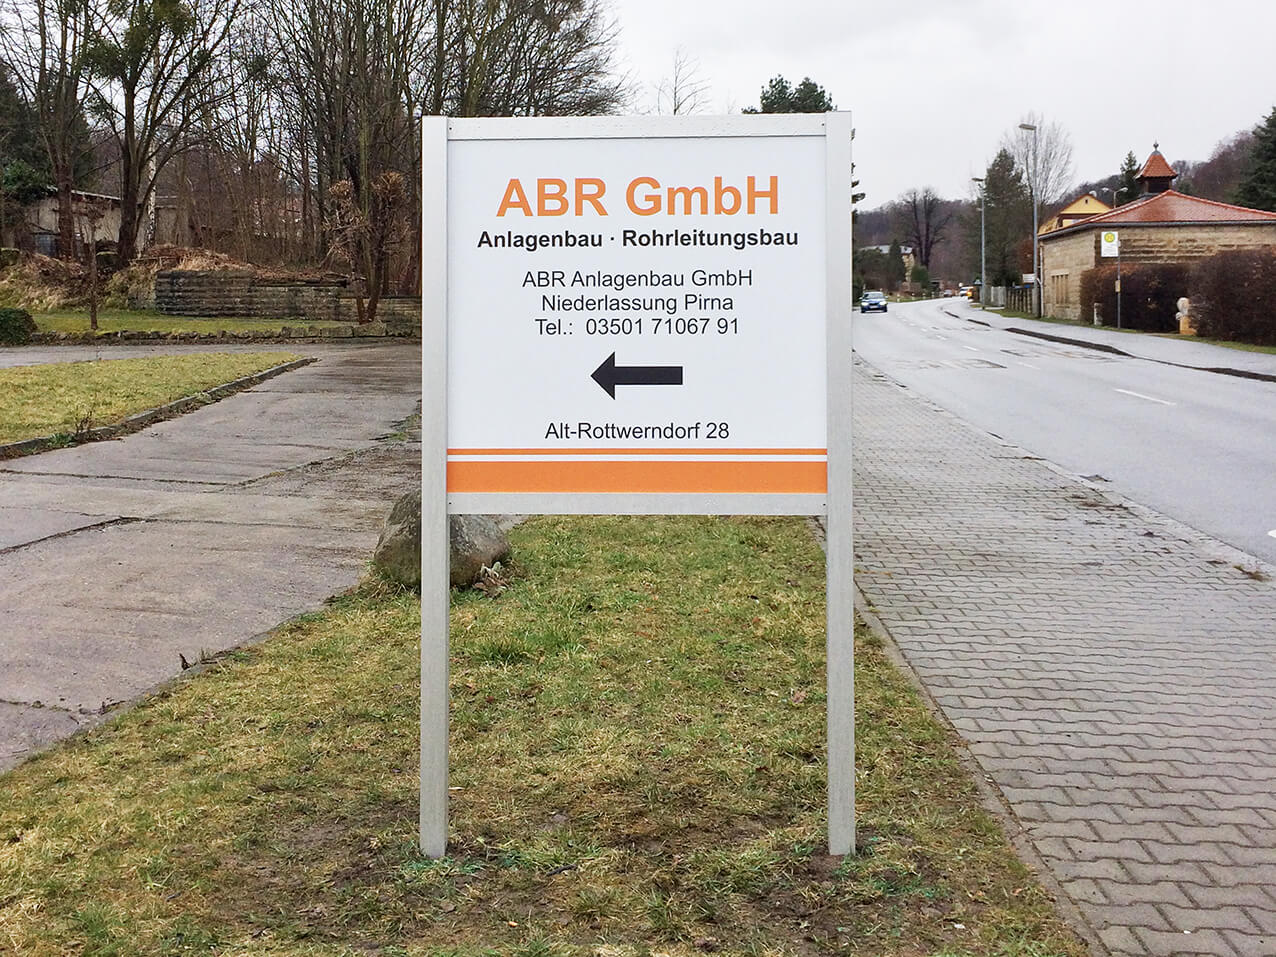 ABR GmbH
Anlagenbau · Rohrleitungsbau
ABR Anlagenbau GmbH
Niederlassung Pirna
Tel.: 03501 71067 91
Alt-Rottwerndorf 28